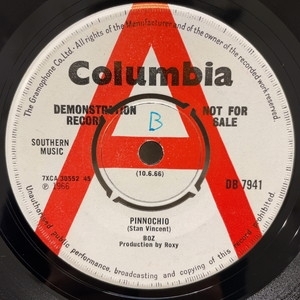 The Gramophone Co. Ltd. All rights of the Manufacturer and of the owner of the recorded work reserved.
Columbia
DEMONSTRATION
RECORD
NOT FOR
SALE
B
SOUTHERN
MUSIC
7XCA 30552 45
℗ 1966
(10.6.66)
DB 7941
PINNOCHIO
(Stan Vincent)
BOZ
Production by Roxy
Unauthorised public performance, broadcasting and copying of this record prohibited